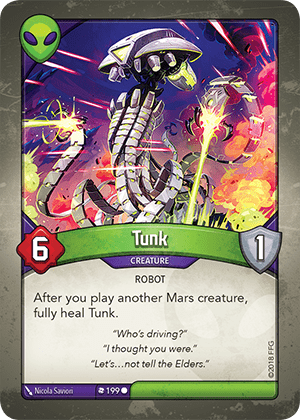 Tunk
6
1
CREATURE
ROBOT
After you play another Mars creature,
fully heal Tunk.
“Who’s driving?”
“I thought you were.”
“Let’s…not tell the Elders.”
©2018 FFG
Nicola Saviori
199